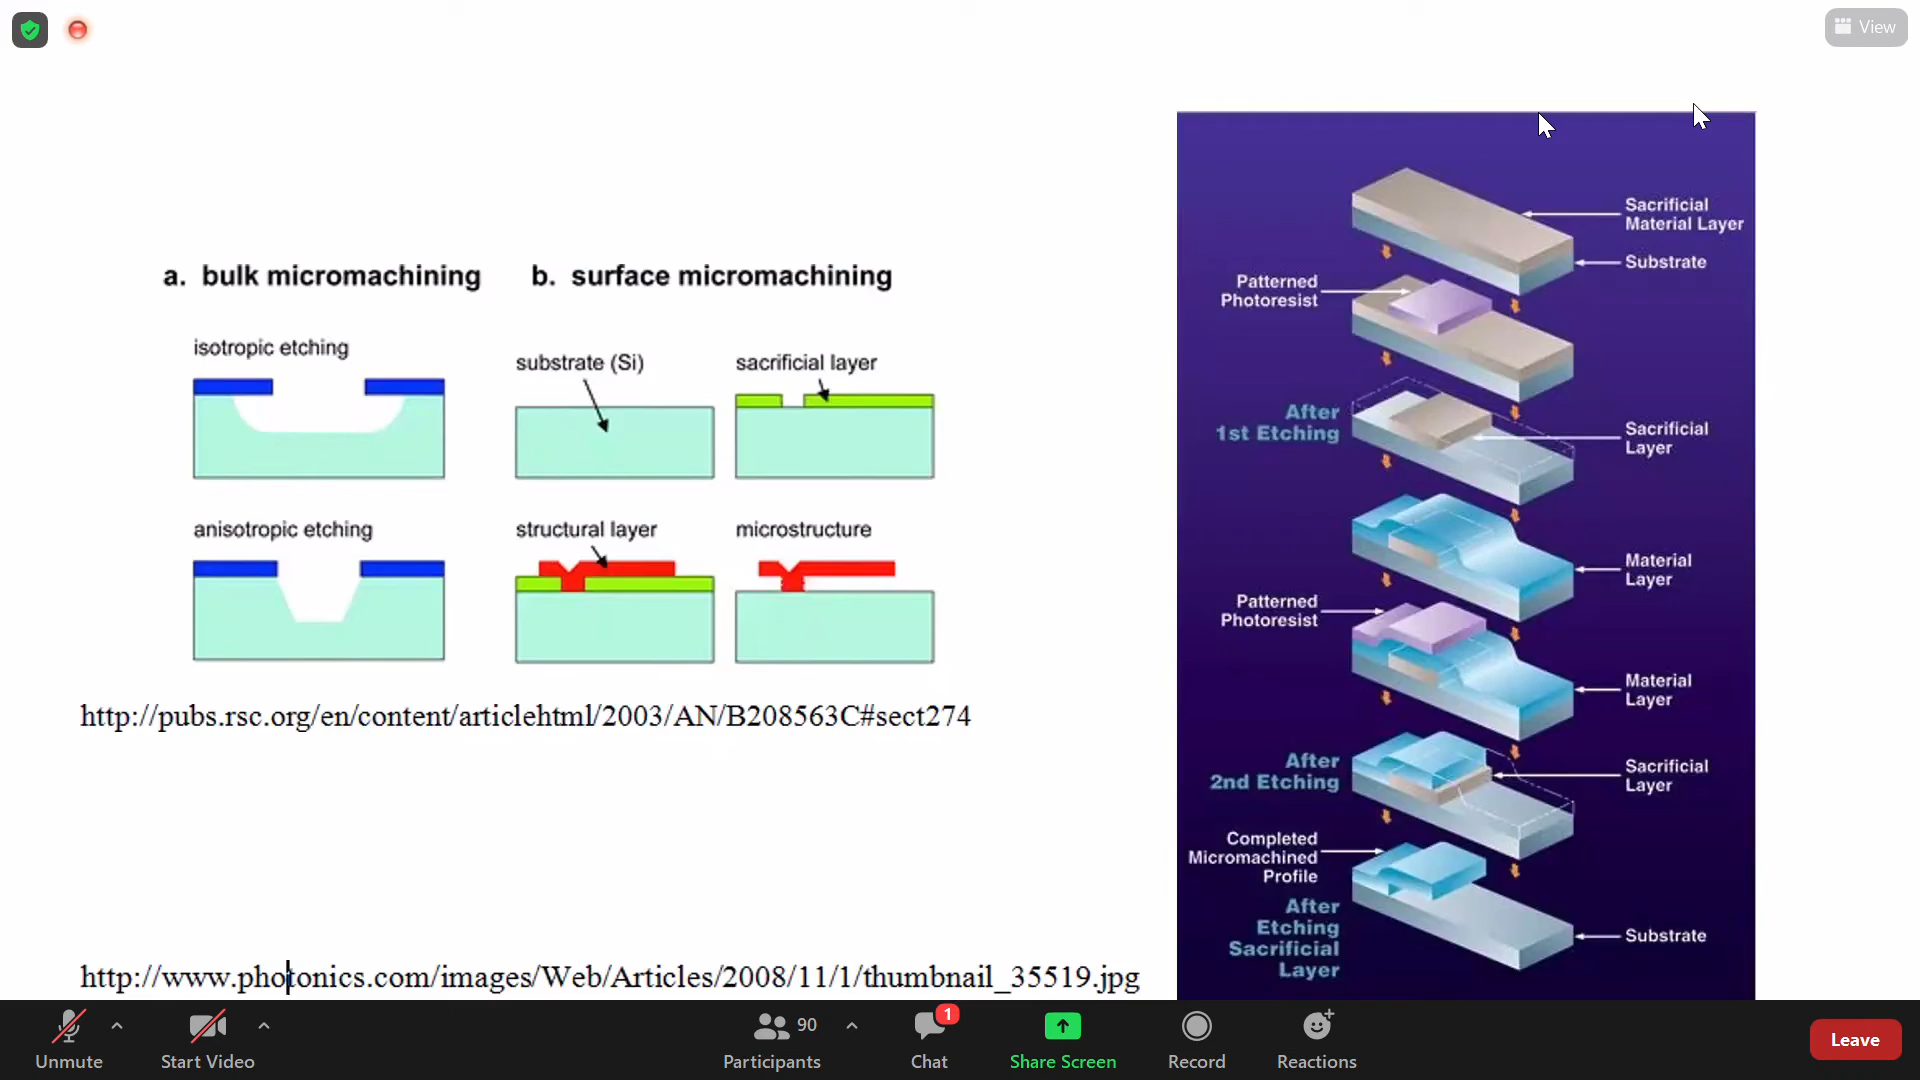 View
a. bulk micromachining
b. surface micromachining
isotropic etching
substrate (Si)
sacrificial layer
anisotropic etching
structural layer
microstructure
http://pubs.rsc.org/en/content/articlehtml/2003/AN/B208563C#sect274
http://www.photonics.com/images/Web/Articles/2008/11/1/thumbnail_35519.jpg
Sacrificial
Material Layer
Substrate
Patterned
Photoresist
After
1st Etching
Sacrificial
Layer
Material
Layer
Patterned
Photoresist
Material
Layer
After
2nd Etching
Sacrificial
Layer
Completed
Micromachined
Profile
After
Etching
Sacrificial
Layer
Substrate
Unmute
Start Video
90
Participants
1
Chat
Share Screen
Record
Reactions
Leave